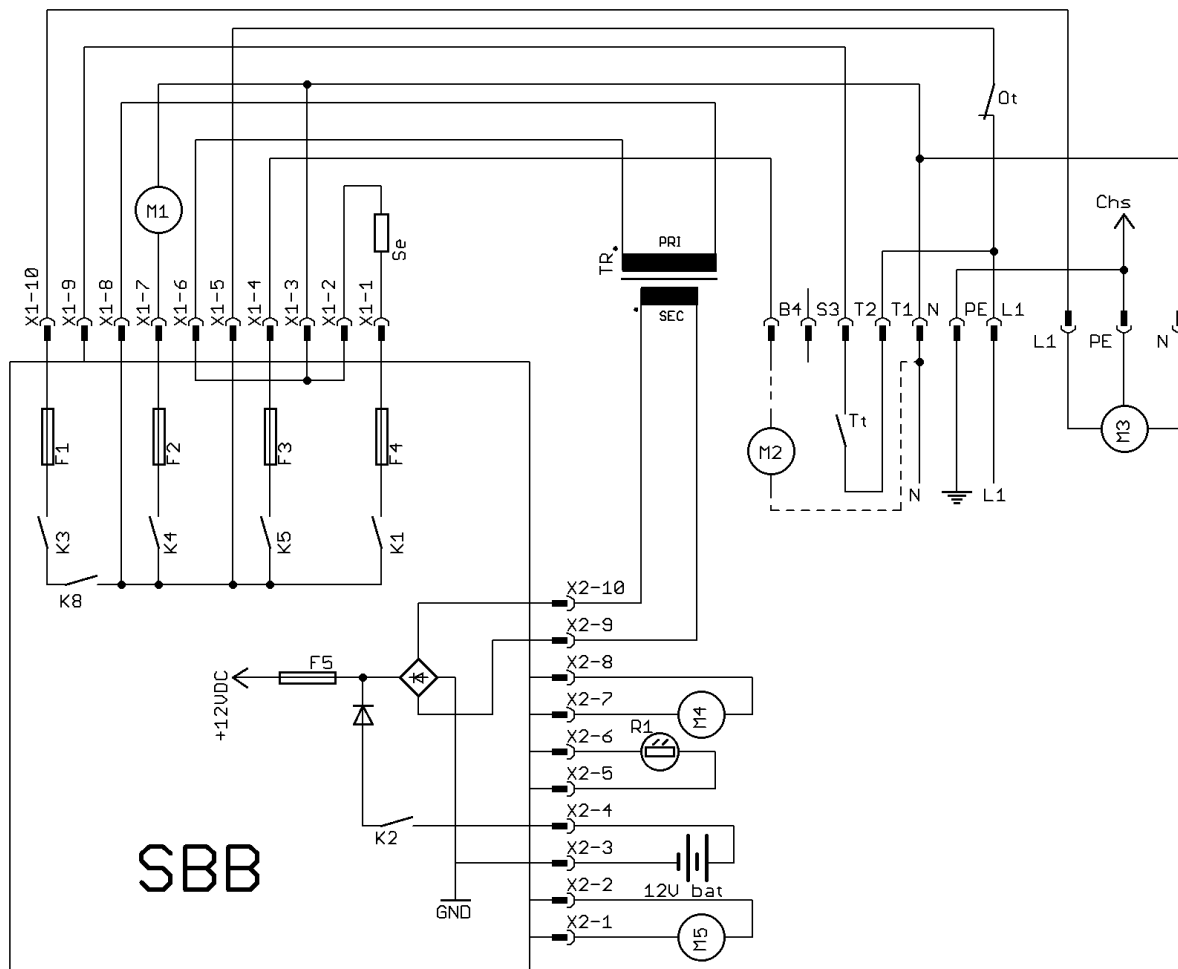 Ot
Chs
M1
Se
TR
PRI
SEC
X1-10
X1-9
X1-8
X1-7
X1-6
X1-5
X1-4
X1-3
X1-2
X1-1
B4
S3
T2
T1
N
PE
L1
L1
PE
N
F1
F2
F3
F4
M2
Tt
M3
N
L1
K3
K4
K5
K1
K8
X2-10
X2-9
X2-8
X2-7
X2-6
X2-5
X2-4
X2-3
X2-2
X2-1
F5
+12VDC
M4
R1
K2
SBB
12V bat
GND
M5